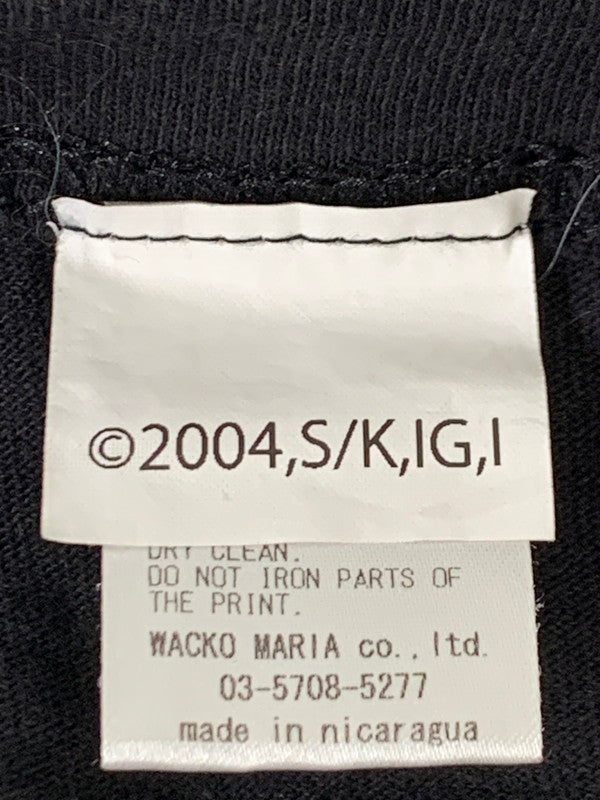 ©2004,S/K,IG,I
DRY CLEAN.
DO NOT IRON PARTS OF
THE PRINT.
WACKO MARIA co., ltd.
03-5708-5277
made in nicaragua